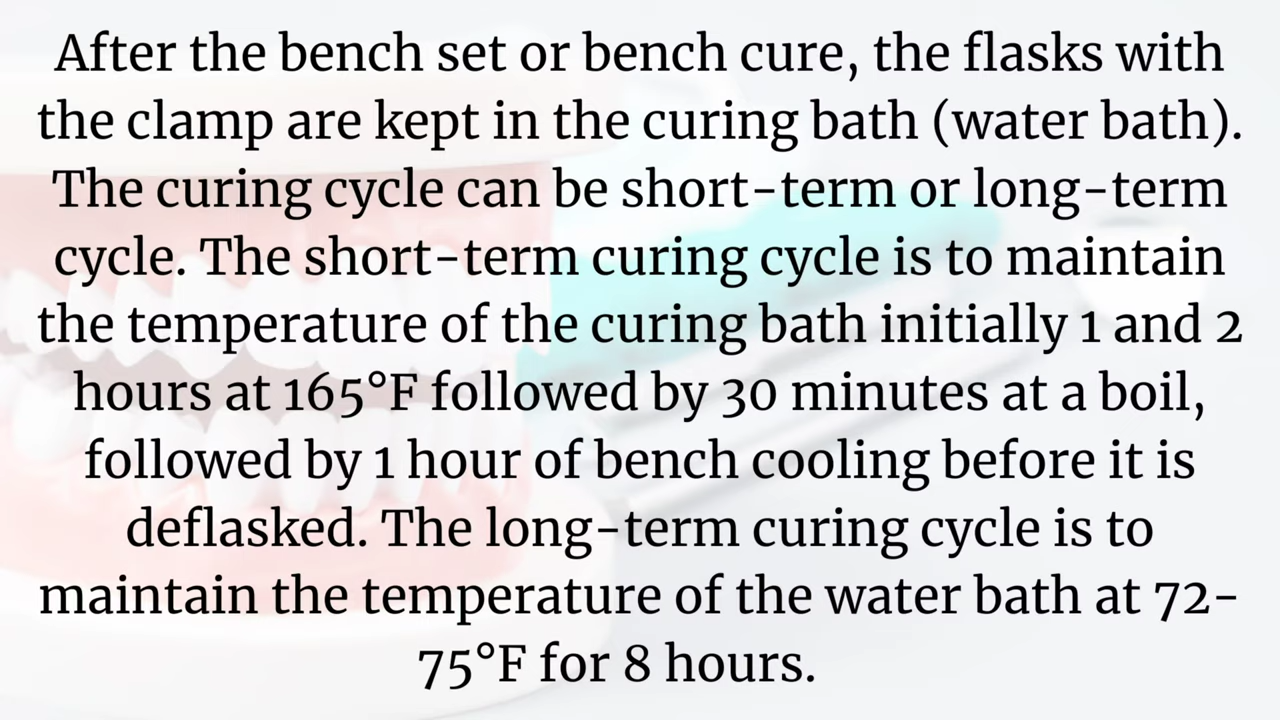 After the bench set or bench cure, the flasks with
the clamp are kept in the curing bath (water bath).
The curing cycle can be short-term or long-term
cycle. The short-term curing cycle is to maintain
the temperature of the curing bath initially 1 and 2
hours at 165°F followed by 30 minutes at a boil,
followed by 1 hour of bench cooling before it is
deflasked. The long-term curing cycle is to
maintain the temperature of the water bath at 72-
75°F for 8 hours.